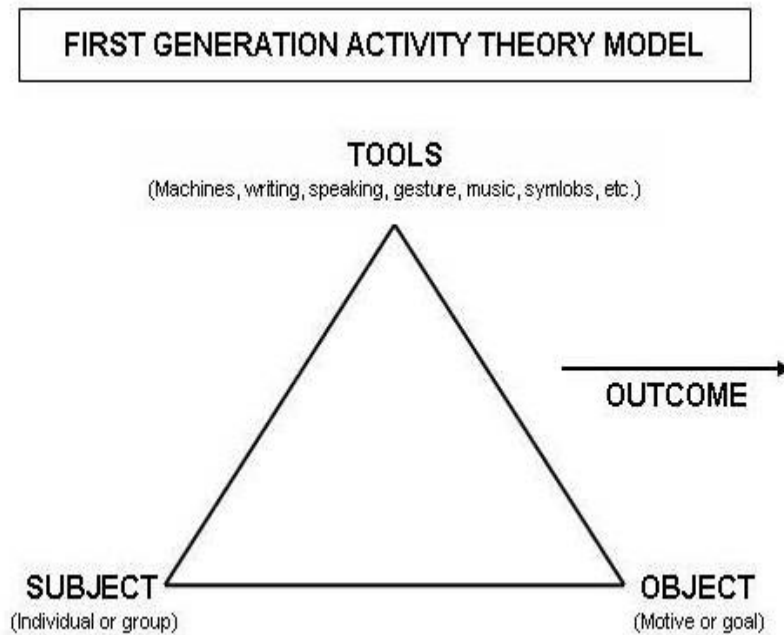 FIRST GENERATION ACTIVITY THEORY MODEL
TOOLS
(Machines, writing, speaking, gesture, music, symlobs, etc.)
OUTCOME
SUBJECT
(Individual or group)
OBJECT
(Motive or goal)